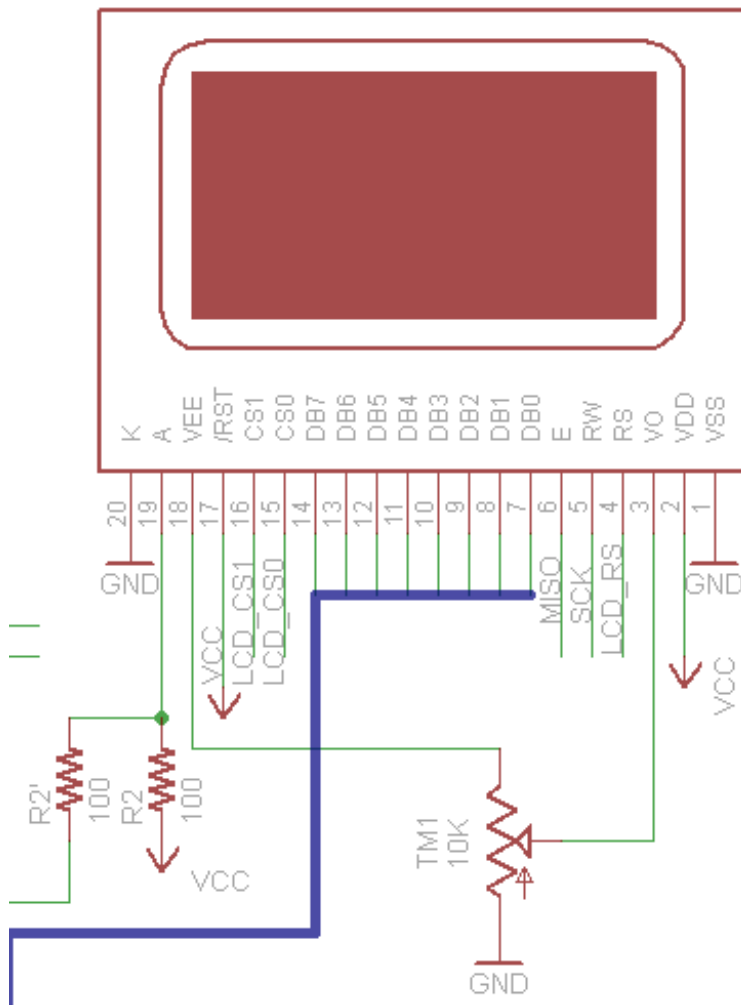 K A VEE /RST CS1 CS0 DB7 DB6 DB5 DB4 DB3 DB2 DB1 DB0 E RW RS VO VDD VSS
20 19 18 17 16 15 14 13 12 11 10 9 8 7 6 5 4 3 2 1
GND VCC LCD_CS1 LCD_CS0 MISO SCK LCD_RS GND
VCC
R2' 100 R2 100
TM1
10K
VCC
GND